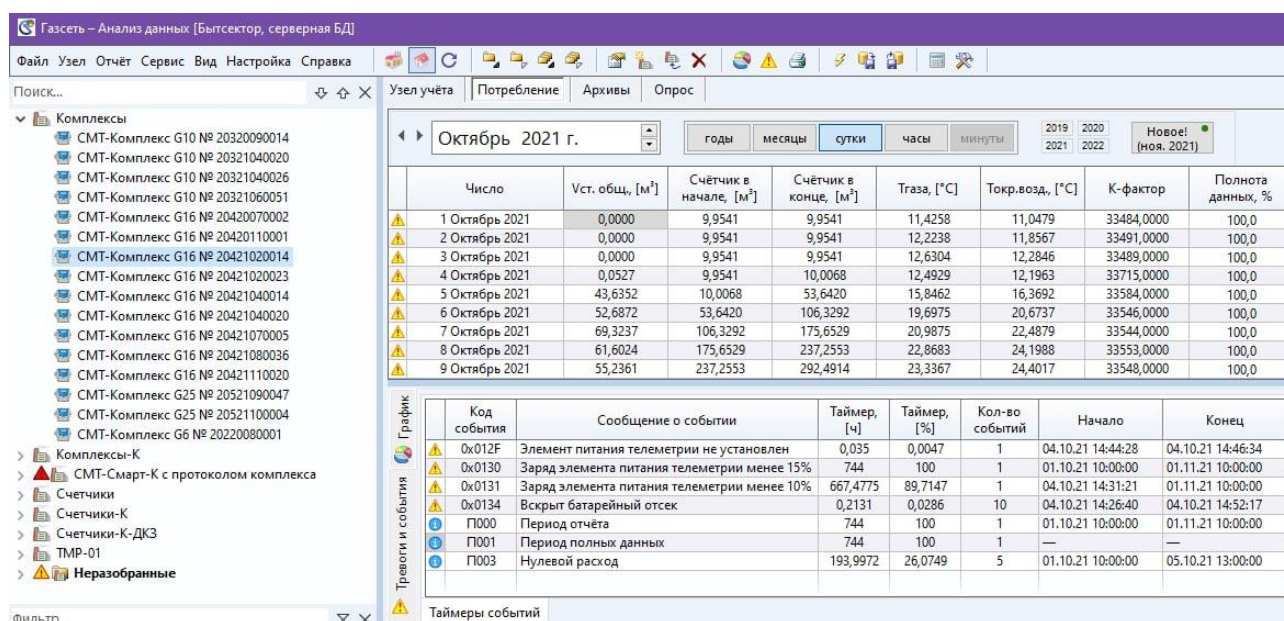 Газсеть – Анализ данных [Бытсектор, серверная БД]
Файл Узел Отчёт Сервис Вид Настройка Справка
Поиск...
Комплексы
СМТ-Комплекс G10 № 20320090014
СМТ-Комплекс G10 № 20321040020
СМТ-Комплекс G10 № 20321040026
СМТ-Комплекс G10 № 20321060051
СМТ-Комплекс G16 № 20420070002
СМТ-Комплекс G16 № 20420110001
СМТ-Комплекс G16 № 20421020014
СМТ-Комплекс G16 № 20421020023
СМТ-Комплекс G16 № 20421040014
СМТ-Комплекс G16 № 20421040020
СМТ-Комплекс G16 № 20421070005
СМТ-Комплекс G16 № 20421080036
СМТ-Комплекс G16 № 20421110020
СМТ-Комплекс G25 № 20521090047
СМТ-Комплекс G25 № 20521100004
СМТ-Комплекс G6 № 20220080001
Комплексы-К
СМТ-Смарт-К с протоколом комплекса
Счетчики
Счетчики-К
Счетчики-К-ДКЗ
ТМР-01
Неразобранные
Фильтр
Узел учёта Потребление Архивы Опрос
Октябрь 2021 г. годы месяцы сутки часы минуты 2019 2020 Новое!
2021 2022 (ноя. 2021)
Число Vст. общ., [м³] Счётчик в начале, [м³] Счётчик в конце, [м³] Тгаза, [°C] Токр.возд., [°C] К-фактор Полнота данных, %
1 Октябрь 2021 0,0000 9,9541 9,9541 11,4258 11,0479 33484,0000 100,0
2 Октябрь 2021 0,0000 9,9541 9,9541 12,2238 11,8567 33491,0000 100,0
3 Октябрь 2021 0,0000 9,9541 9,9541 12,6304 12,2846 33489,0000 100,0
4 Октябрь 2021 0,0527 9,9541 10,0068 12,4929 12,1963 33715,0000 100,0
5 Октябрь 2021 43,6352 10,0068 53,6420 15,8462 16,3692 33584,0000 100,0
6 Октябрь 2021 52,6872 53,6420 106,3292 19,6975 20,6737 33546,0000 100,0
7 Октябрь 2021 69,3237 106,3292 175,6529 20,9875 22,4879 33544,0000 100,0
8 Октябрь 2021 61,6024 175,6529 237,2553 22,8683 24,1988 33553,0000 100,0
9 Октябрь 2021 55,2361 237,2553 292,4914 23,3367 24,4017 33548,0000 100,0
График
Тревоги и события
Код события Сообщение о событии Таймер, [ч] Таймер, [%] Кол-во событий Начало Конец
0x012F Элемент питания телеметрии не установлен 0,035 0,0047 1 04.10.21 14:44:28 04.10.21 14:46:34
0x0130 Заряд элемента питания телеметрии менее 15% 744 100 1 01.10.21 10:00:00 01.11.21 10:00:00
0x0131 Заряд элемента питания телеметрии менее 10% 667,4775 89,7147 1 04.10.21 14:31:21 01.11.21 10:00:00
0x0134 Вскрыт батарейный отсек 0,2131 0,0286 10 04.10.21 14:26:40 04.10.21 14:52:17
П000 Период отчёта 744 100 1 01.10.21 10:00:00 01.11.21 10:00:00
П001 Период полных данных 744 100 1 — —
П003 Нулевой расход 193,9972 26,0749 5 01.10.21 10:00:00 05.10.21 13:00:00
Таймеры событий